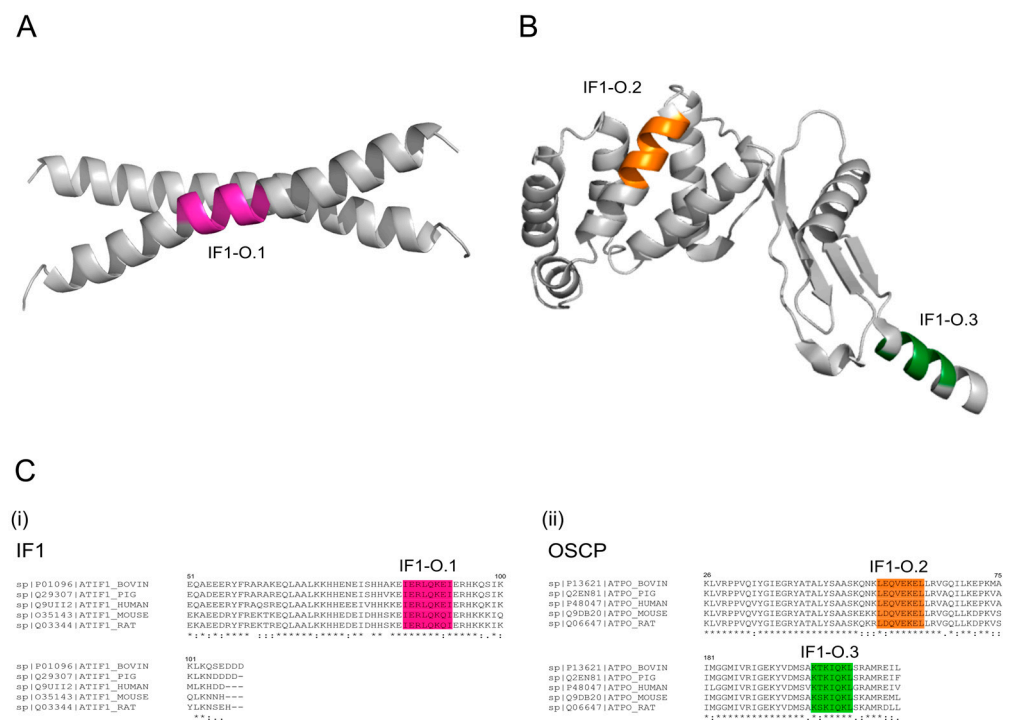 A
B
IF1-O.2
IF1-O.1
IF1-O.3
C
(i)
IF1
IF1-O.1
51 100
sp|P01096|ATIF1_BOVIN EQAEEERYFRARAKEQLAALKKHHENEISHHAKEIERLQKEIERHKQSIK
sp|Q29307|ATIF1_PIG EQAEEERYFRARAREQLAALKKHHENEISHHVKEIERLQKEIERHKQSIK
sp|Q9UII2|ATIF1_HUMAN EKAEEERYFRAQSREQLAALKKHHEEEIVHHKKEIERLQKEIERHKQKIK
sp|O35143|ATIF1_MOUSE EKAEEDRYFREKTKEQLAALRKHHEDEIDHHSKEIERLQKQIERHKKKIQ
sp|Q03344|ATIF1_RAT EKAEEDRYFREKTREQLAALKKHHEDEIDHHSKEIERLQKQIERHKKKIK
101
sp|P01096|ATIF1_BOVIN KLKQSEDDD
sp|Q29307|ATIF1_PIG KLKNDDDD-
sp|Q9UII2|ATIF1_HUMAN MLKHDD---
sp|O35143|ATIF1_MOUSE QLKNNH---
sp|Q03344|ATIF1_RAT YLKNSEH--
(ii)
OSCP
IF1-O.2
26 75
sp|P13621|ATPO_BOVIN KLVRPPVQIYGIEGRYATALYSAASKQNKLEQVEKELLRVGQILKEPKMA
sp|Q2EN81|ATPO_PIG KLVRPPVQIYGIEGRYATALYSAASKQNKLEQVEKELLRVGQILKEPKMA
sp|P48047|ATPO_HUMAN KLVRPPVQVYGIEGRYATALYSAASKQNKLEQVEKELLRVAQILKEPKVA
sp|Q9DB20|ATPO_MOUSE KLVRPPVQVYGIEGRYATALYSAASKQKRLDQVEKELLRVGQLLKDPKVS
sp|Q06647|ATPO_RAT KLVRPPVQVYGIEGRYATALYSAASKQKRLDQVEKELLRVGQLLKDPKVS
IF1-O.3
181
sp|P13621|ATPO_BOVIN IMGGMIVRIGEKYVDMSAKTKIQKLSRAMREIL
sp|Q2EN81|ATPO_PIG IMGGMIVRIGEKYVDMSAKTKIQKLSRAMREIF
sp|P48047|ATPO_HUMAN ILGGMIVRIGEKYVDMSVKTKIQKLGRAMREIV
sp|Q9DB20|ATPO_MOUSE IMGGMIVRIGEKYVDMSAKSKIQKLSKAMREML
sp|Q06647|ATPO_RAT IMGGMIVRIGEKYVDMSAKSKIQKLSKAMRDLL